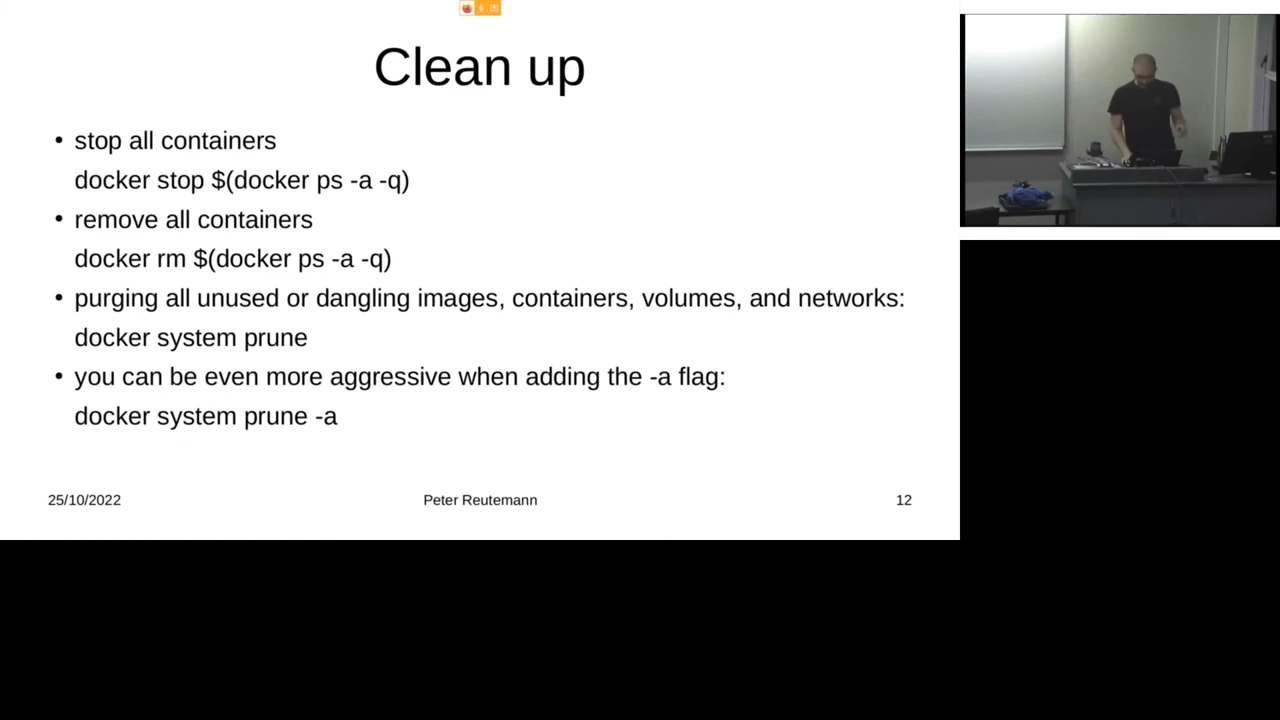 Clean up
• stop all containers
docker stop $(docker ps -a -q)
• remove all containers
docker rm $(docker ps -a -q)
• purging all unused or dangling images, containers, volumes, and networks:
docker system prune
• you can be even more aggressive when adding the -a flag:
docker system prune -a
25/10/2022 Peter Reutemann 12